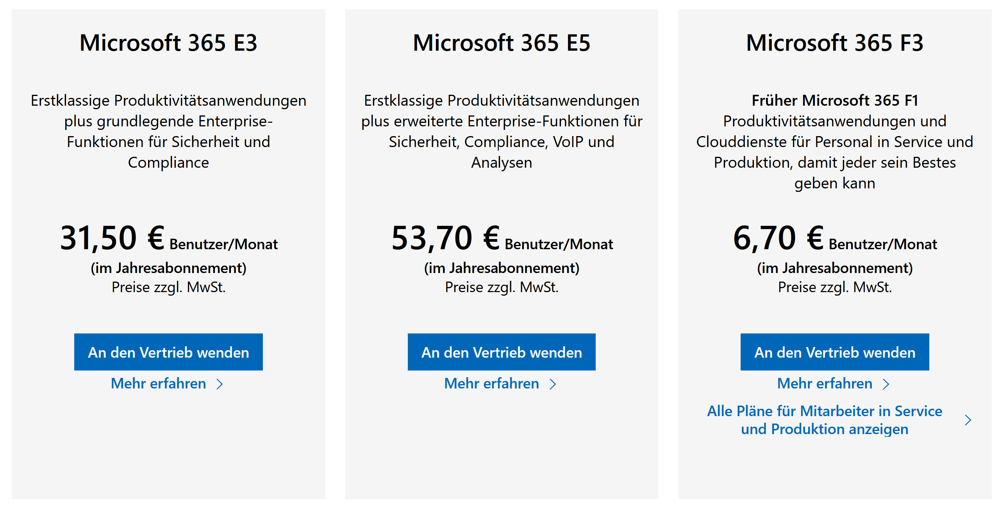 Microsoft 365 E3
Erstklassige Produktivitätsanwendungen
plus grundlegende Enterprise-
Funktionen für Sicherheit und
Compliance
31,50 € Benutzer/Monat
(im Jahresabonnement)
Preise zzgl. MwSt.
An den Vertrieb wenden
Mehr erfahren
Microsoft 365 E5
Erstklassige Produktivitätsanwendungen
plus erweiterte Enterprise-Funktionen für
Sicherheit, Compliance, VoIP und
Analysen
53,70 € Benutzer/Monat
(im Jahresabonnement)
Preise zzgl. MwSt.
An den Vertrieb wenden
Mehr erfahren
Microsoft 365 F3
Früher Microsoft 365 F1
Produktivitätsanwendungen und
Clouddienste für Personal in Service und
Produktion, damit jeder sein Bestes
geben kann
6,70 € Benutzer/Monat
(im Jahresabonnement)
Preise zzgl. MwSt.
An den Vertrieb wenden
Mehr erfahren
Alle Pläne für Mitarbeiter in Service
und Produktion anzeigen